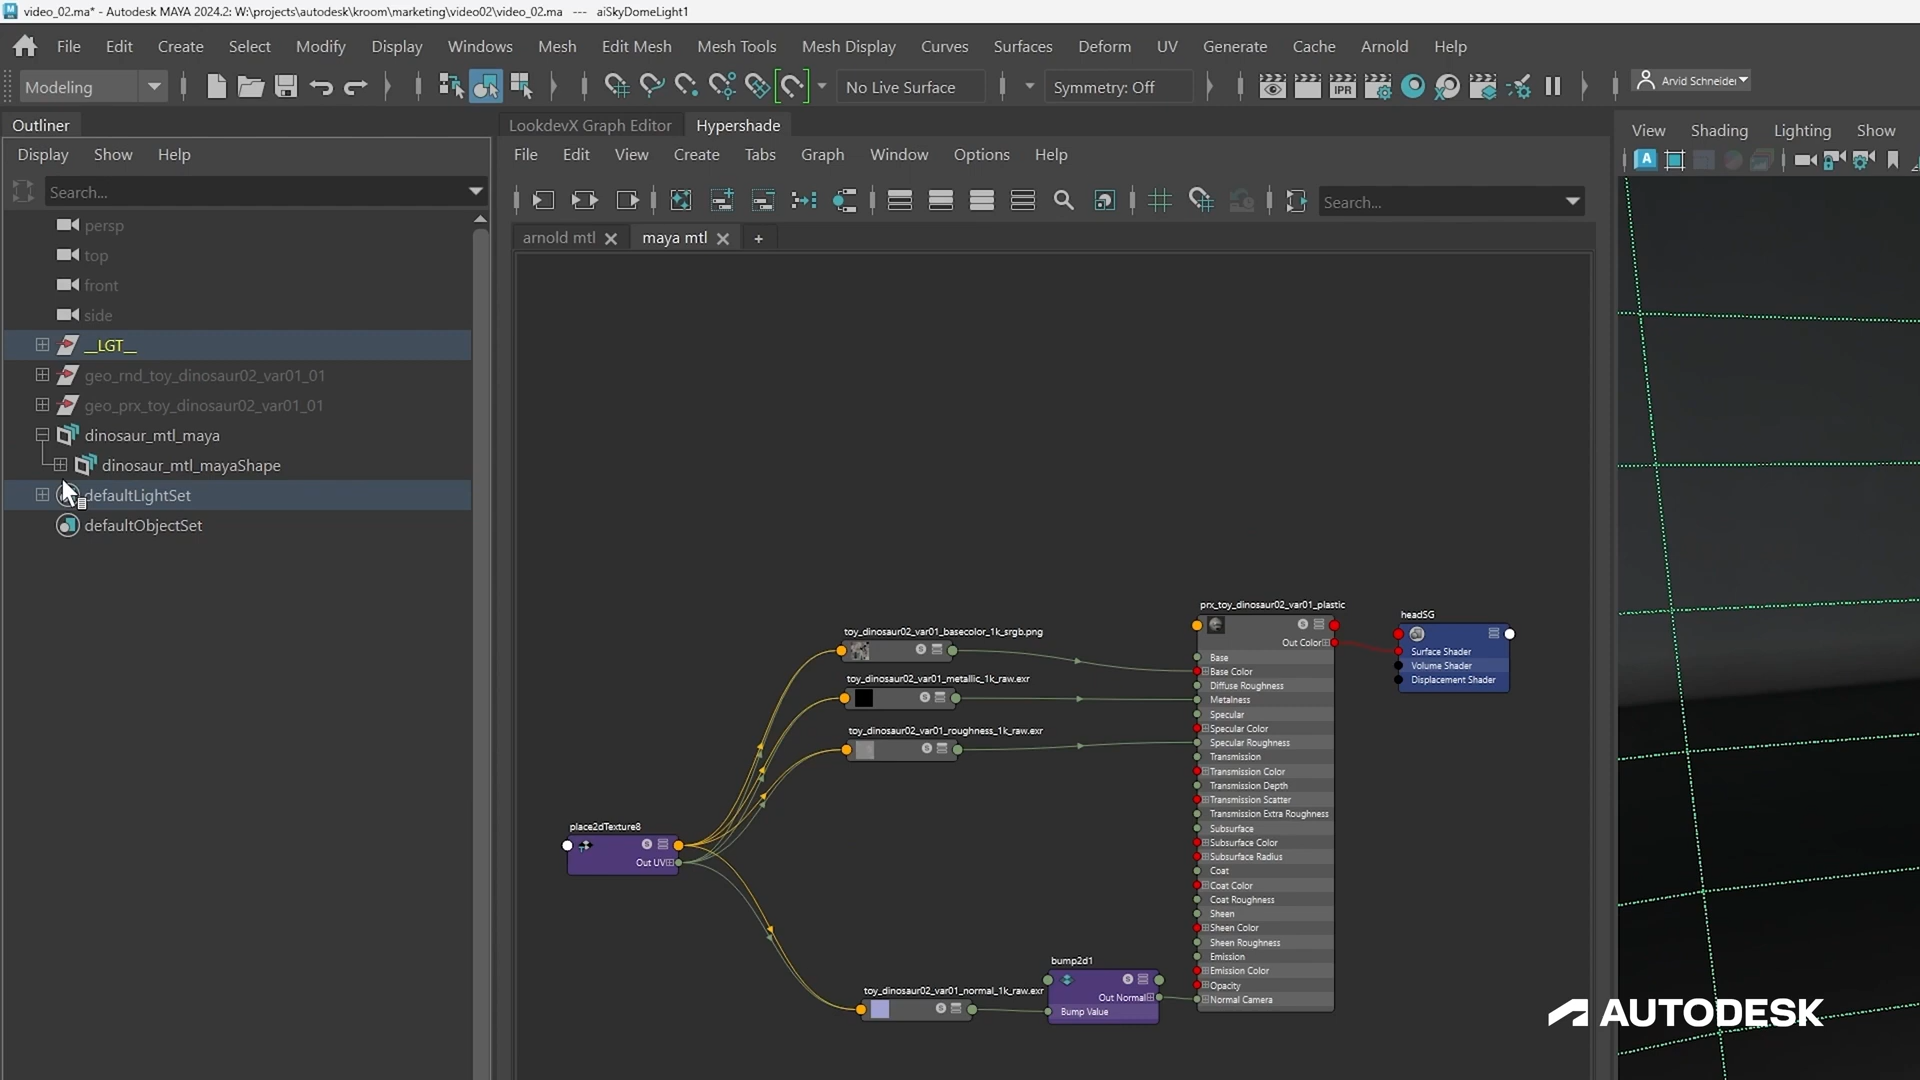 video_02.ma* - Autodesk MAYA 2024.2: W:\projects\autodesk\kroom\marketing\video02\video_02.ma --- aiSkyDomeLight1
File Edit Create Select Modify Display Windows Mesh Edit Mesh Mesh Tools Mesh Display Curves Surfaces Deform UV Generate Cache Arnold Help
Modeling
No Live Surface
Symmetry: Off
IPR
Arvid Schneider
Outliner
Display Show Help
Search...
persp
top
front
side
__LGT__
geo_rnd_toy_dinosaur02_var01_01
geo_prx_toy_dinosaur02_var01_01
dinosaur_mtl_maya
dinosaur_mtl_mayaShape
defaultLightSet
defaultObjectSet
LookdevX Graph Editor Hypershade
File Edit View Create Tabs Graph Window Options Help
Search...
arnold mtl
maya mtl
+
place2dTexture8
Out UV
toy_dinosaur02_var01_basecolor_1k_srgb.png
toy_dinosaur02_var01_metallic_1k_raw.exr
toy_dinosaur02_var01_roughness_1k_raw.exr
toy_dinosaur02_var01_normal_1k_raw.exr
bump2d1
Out Normal
Bump Value
prx_toy_dinosaur02_var01_plastic
Out Color
Base
Base Color
Diffuse Roughness
Metalness
Specular
Specular Color
Specular Roughness
Transmission
Transmission Color
Transmission Depth
Transmission Scatter
Transmission Extra Roughness
Subsurface
Subsurface Color
Subsurface Radius
Coat
Coat Color
Coat Roughness
Sheen
Sheen Color
Sheen Roughness
Emission
Emission Color
Opacity
Normal Camera
headSG
Surface Shader
Volume Shader
Displacement Shader
View Shading Lighting Show
A
AUTODESK